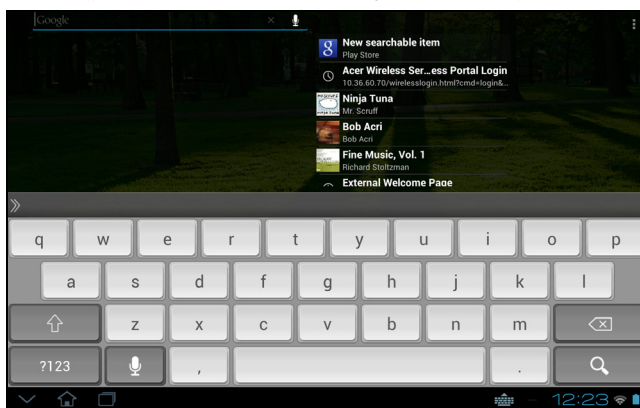 Google
New searchable item
Play Store
Acer Wireless Ser...ess Portal Login
10.36.60.70/wirelesslogin.html?cmd=login&...
Ninja Tuna
Mr. Scruff
Bob Acri
Bob Acri
Fine Music, Vol. 1
Richard Stoltzman
External Welcome Page
q w e r t y u i o p
a s d f g h j k l
z x c v b n m
?123 , .
12:23